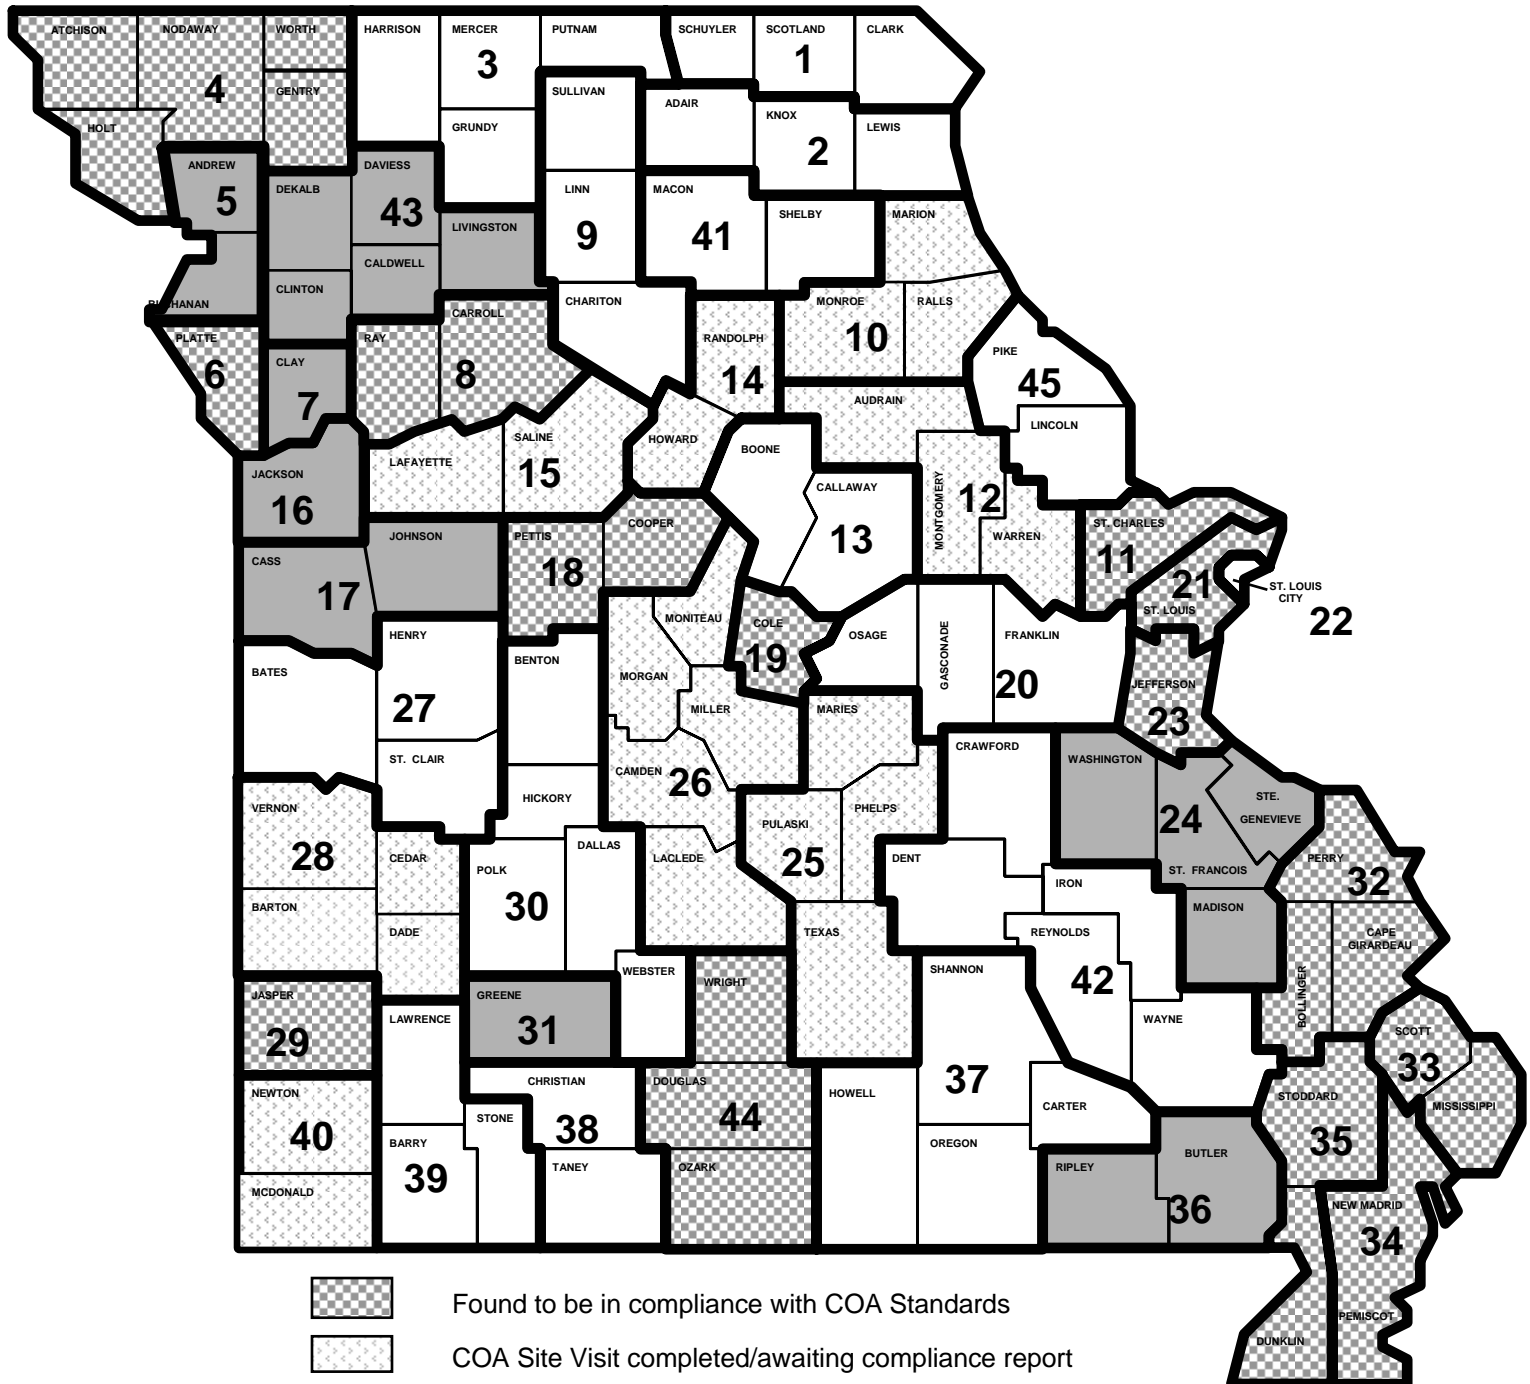 ATCHISON
NODAWAY
WORTH
HARRISON
MERCER
PUTNAM
SCHUYLER
SCOTLAND
CLARK
3
1
4
GENTRY
SULLIVAN
ADAIR
KNOX
LEWIS
HOLT
GRUNDY
2
ANDREW
5
DEKALB
DAVIESS
43
LIVINGSTON
LINN
9
MACON
41
SHELBY
MARION
CALDWELL
CLINTON
BUCHANAN
CHARITON
MONROE
10
RALLS
CARROLL
PLATTE
6
RAY
8
RANDOLPH
14
PIKE
45
CLAY
7
AUDRAIN
LINCOLN
SALINE
15
HOWARD
BOONE
LAFAYETTE
JACKSON
16
CALLAWAY
13
MONTGOMERY
12
WARREN
ST. CHARLES
11
COOPER
JOHNSON
PETTIS
18
CASS
17
21
ST. LOUIS
ST. LOUIS
CITY
22
MONITEAU
COLE
19
OSAGE
GASCONADE
FRANKLIN
20
HENRY
27
BATES
BENTON
MORGAN
MILLER
MARIES
JEFFERSON
23
ST. CLAIR
CAMDEN
26
CRAWFORD
WASHINGTON
HICKORY
VERNON
28
CEDAR
DALLAS
POLK
30
LACLEDE
PULASKI
25
PHELPS
DENT
STE.
GENEVIEVE
24
ST. FRANCOIS
PERRY
32
IRON
BARTON
DADE
TEXAS
REYNOLDS
MADISON
CAPE
GIRARDEAU
BOLLINGER
WEBSTER
WRIGHT
SHANNON
42
JASPER
29
GREENE
31
LAWRENCE
WAYNE
SCOTT
33
NEWTON
40
CHRISTIAN
38
DOUGLAS
44
HOWELL
37
CARTER
STODDARD
35
MISSISSIPPI
STONE
BARRY
39
TANEY
OZARK
OREGON
RIPLEY
BUTLER
36
MCDONALD
NEW MADRID
34
PEMISCOT
DUNKLIN
Found to be in compliance with COA Standards
COA Site Visit completed/awaiting compliance report